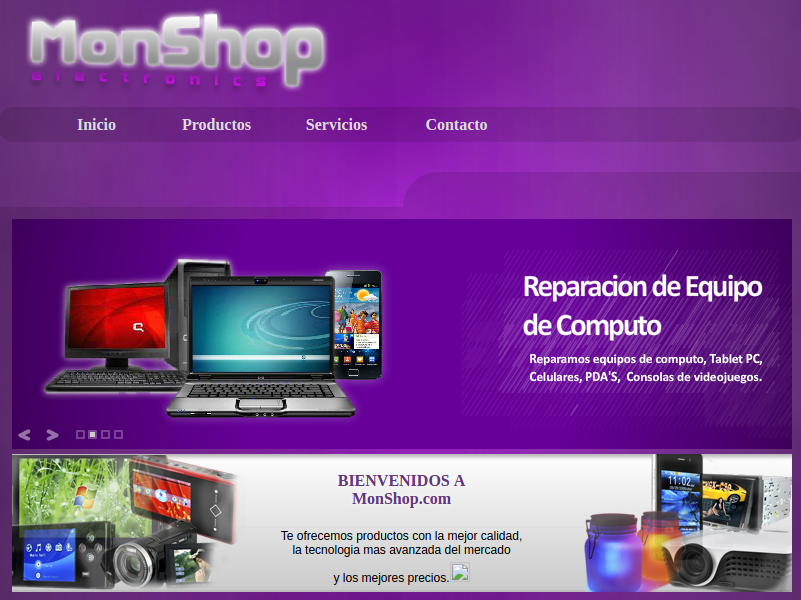 MonShop
electronics
Inicio Productos Servicios Contacto
Reparacion de Equipo
de Computo
Reparamos equipos de computo, Tablet PC,
Celulares, PDA'S, Consolas de videojuegos.
BIENVENIDOS A
MonShop.com
Te ofrecemos productos con la mejor calidad,
la tecnologia mas avanzada del mercado
y los mejores precios.
11:02